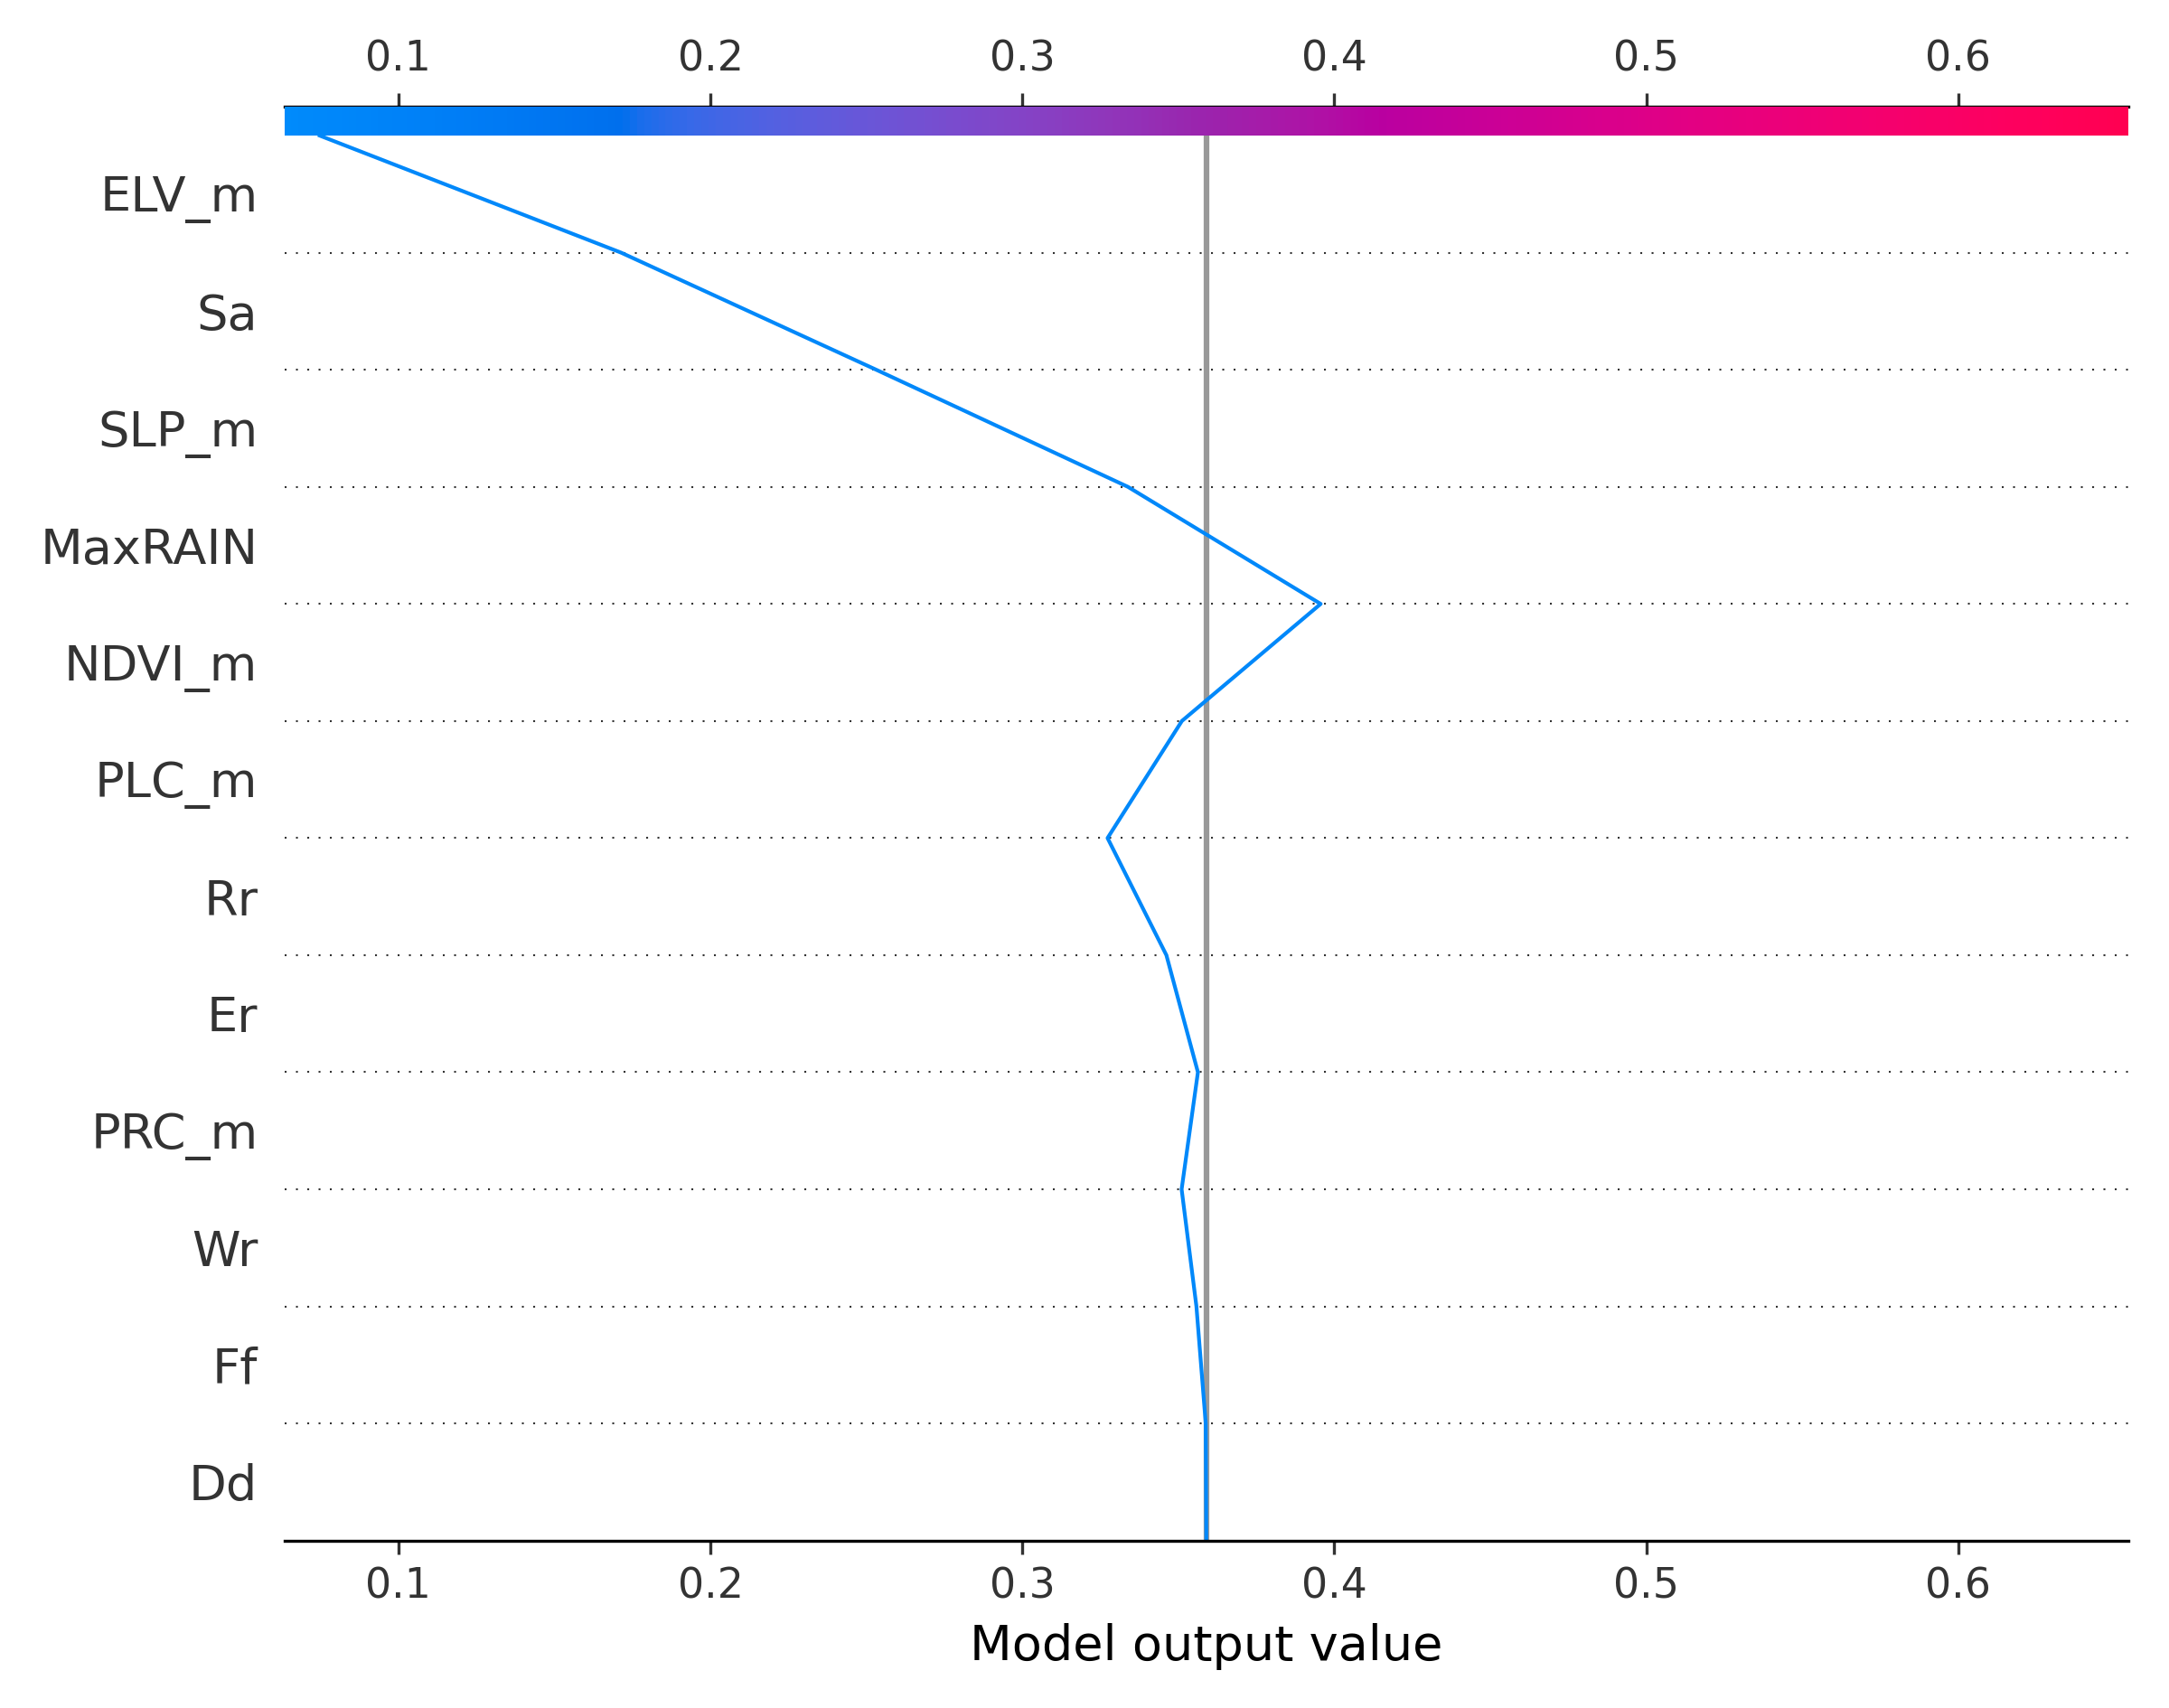 0.1 0.2 0.3 0.4 0.5 0.6
ELV_m
Sa
SLP_m
MaxRAIN
NDVI_m
PLC_m
Rr
Er
PRC_m
Wr
Ff
Dd
0.1 0.2 0.3 0.4 0.5 0.6
Model output value